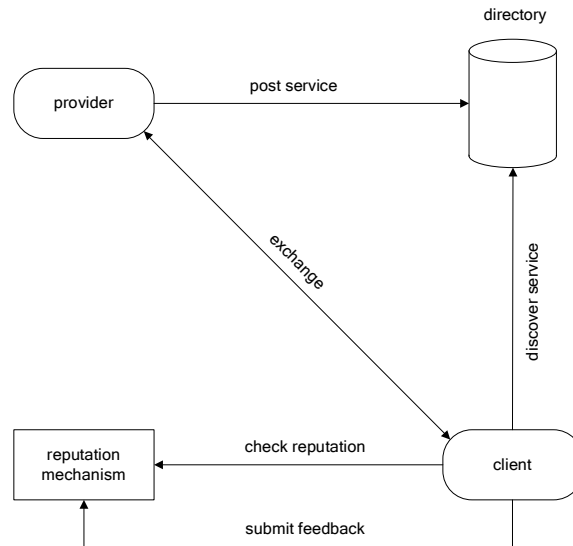 directory
provider
post service
exchange
discover service
reputation
mechanism
check reputation
client
submit feedback